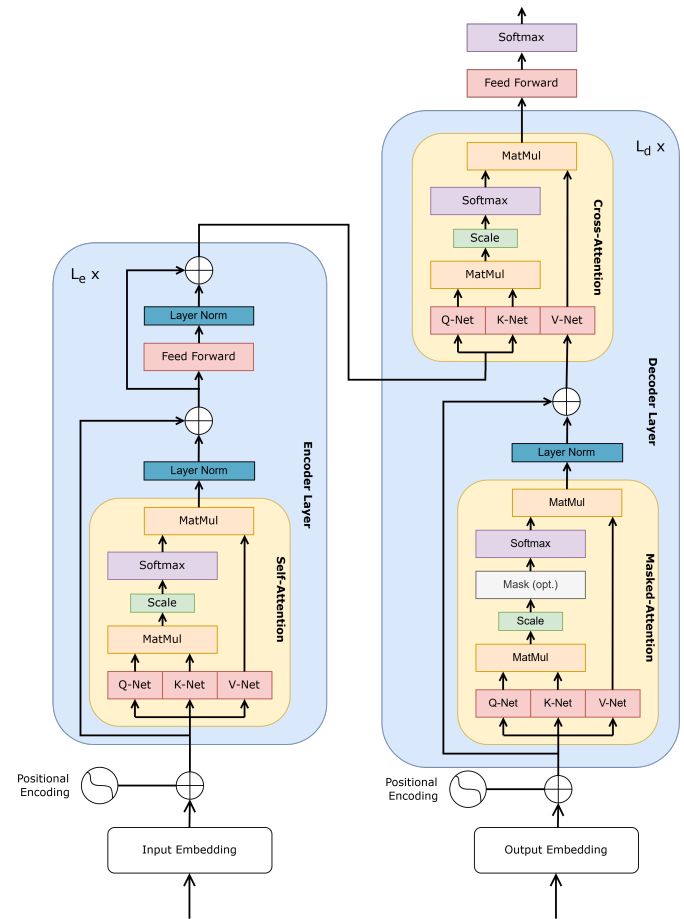 Softmax
Feed Forward
L_d x
MatMul
Softmax
Scale
MatMul
Q-Net K-Net V-Net
Cross-Attention
Decoder Layer
Layer Norm
MatMul
Softmax
Mask (opt.)
Scale
MatMul
Q-Net K-Net V-Net
Masked-Attention
Positional
Encoding
Output Embedding
L_e x
Layer Norm
Feed Forward
Encoder Layer
Layer Norm
MatMul
Softmax
Scale
MatMul
Q-Net K-Net V-Net
Self-Attention
Positional
Encoding
Input Embedding